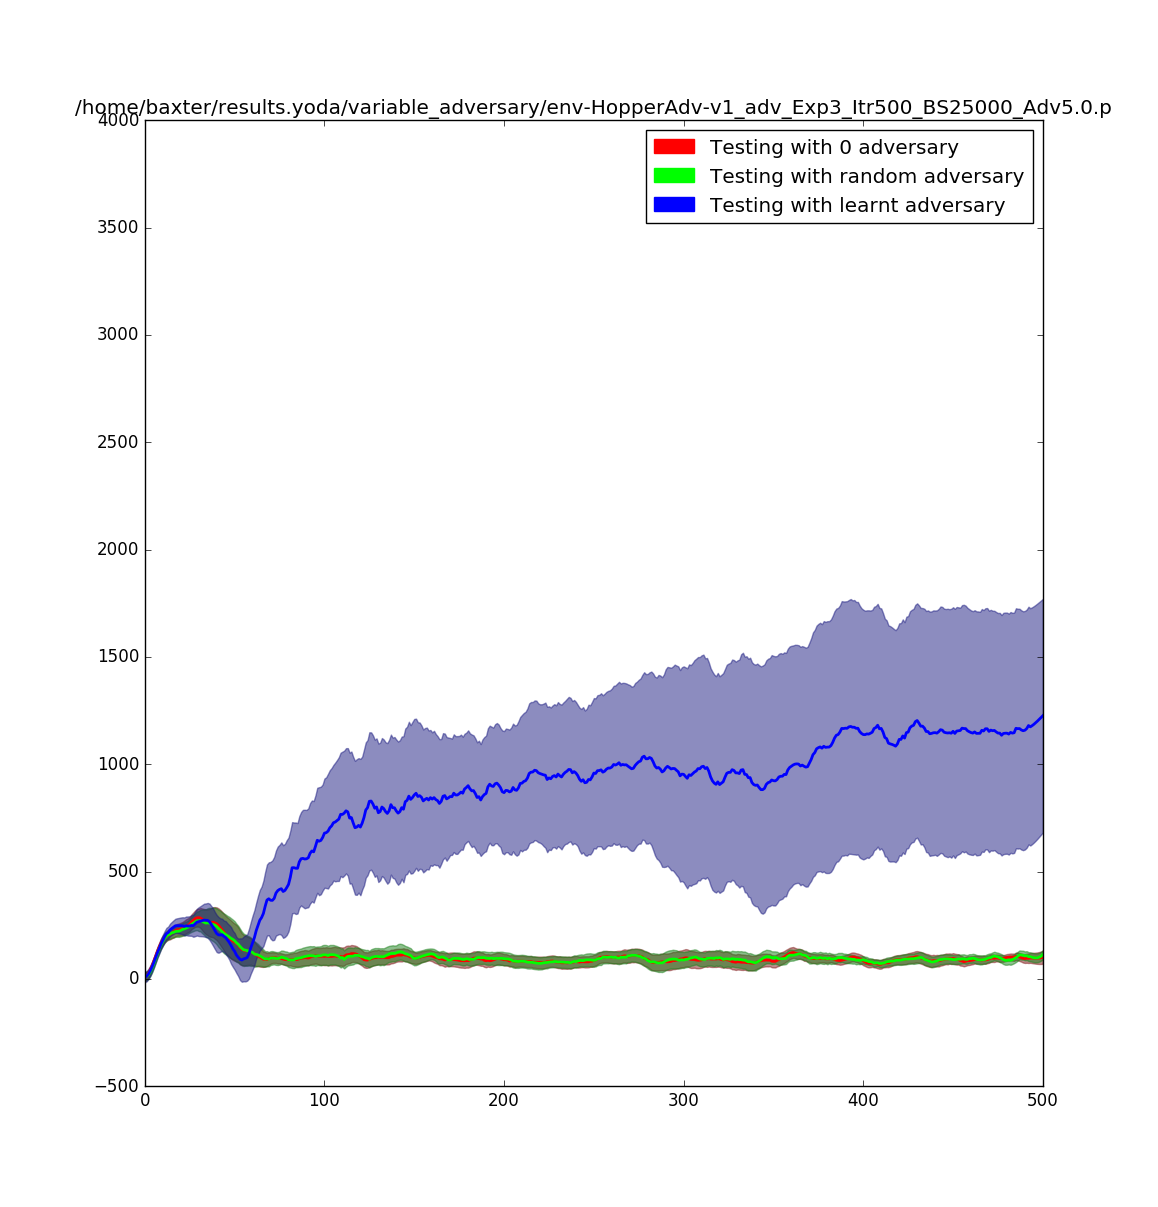 /home/baxter/results.yoda/variable_adversary/env-HopperAdv-v1_adv_Exp3_Itr500_BS25000_Adv5.0.p
4000
3500
3000
2500
2000
1500
1000
500
0
−500
Testing with 0 adversary
Testing with random adversary
Testing with learnt adversary
0 100 200 300 400 500